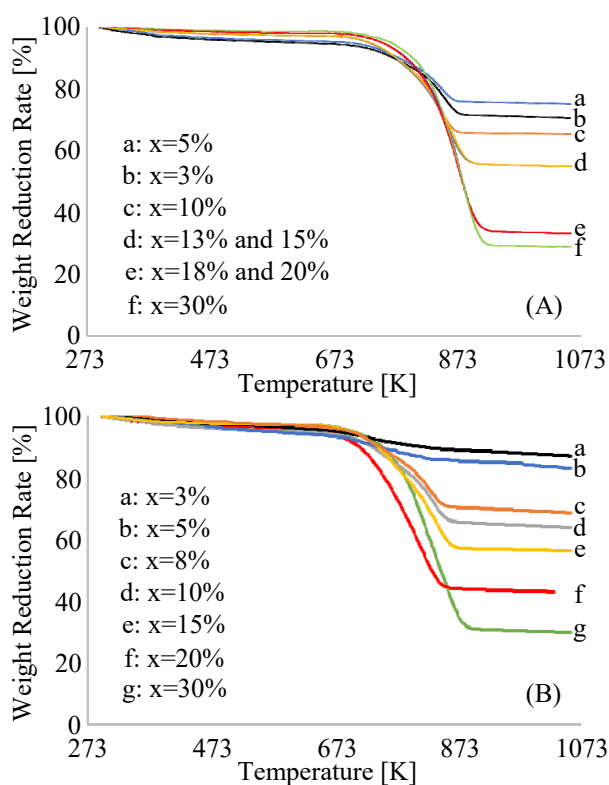 Weight Reduction Rate [%]
100
80
60
40
20
0
a
b
c
d
e
f
a: x=5%
b: x=3%
c: x=10%
d: x=13% and 15%
e: x=18% and 20%
f: x=30%
(A)
273 473 673 873 1073
Temperature [K]
Weight Reduction Rate [%]
100
80
60
40
20
0
a
b
c
d
e
f
g
a: x=3%
b: x=5%
c: x=8%
d: x=10%
e: x=15%
f: x=20%
g: x=30%
(B)
273 473 673 873 1073
Temperature [K]